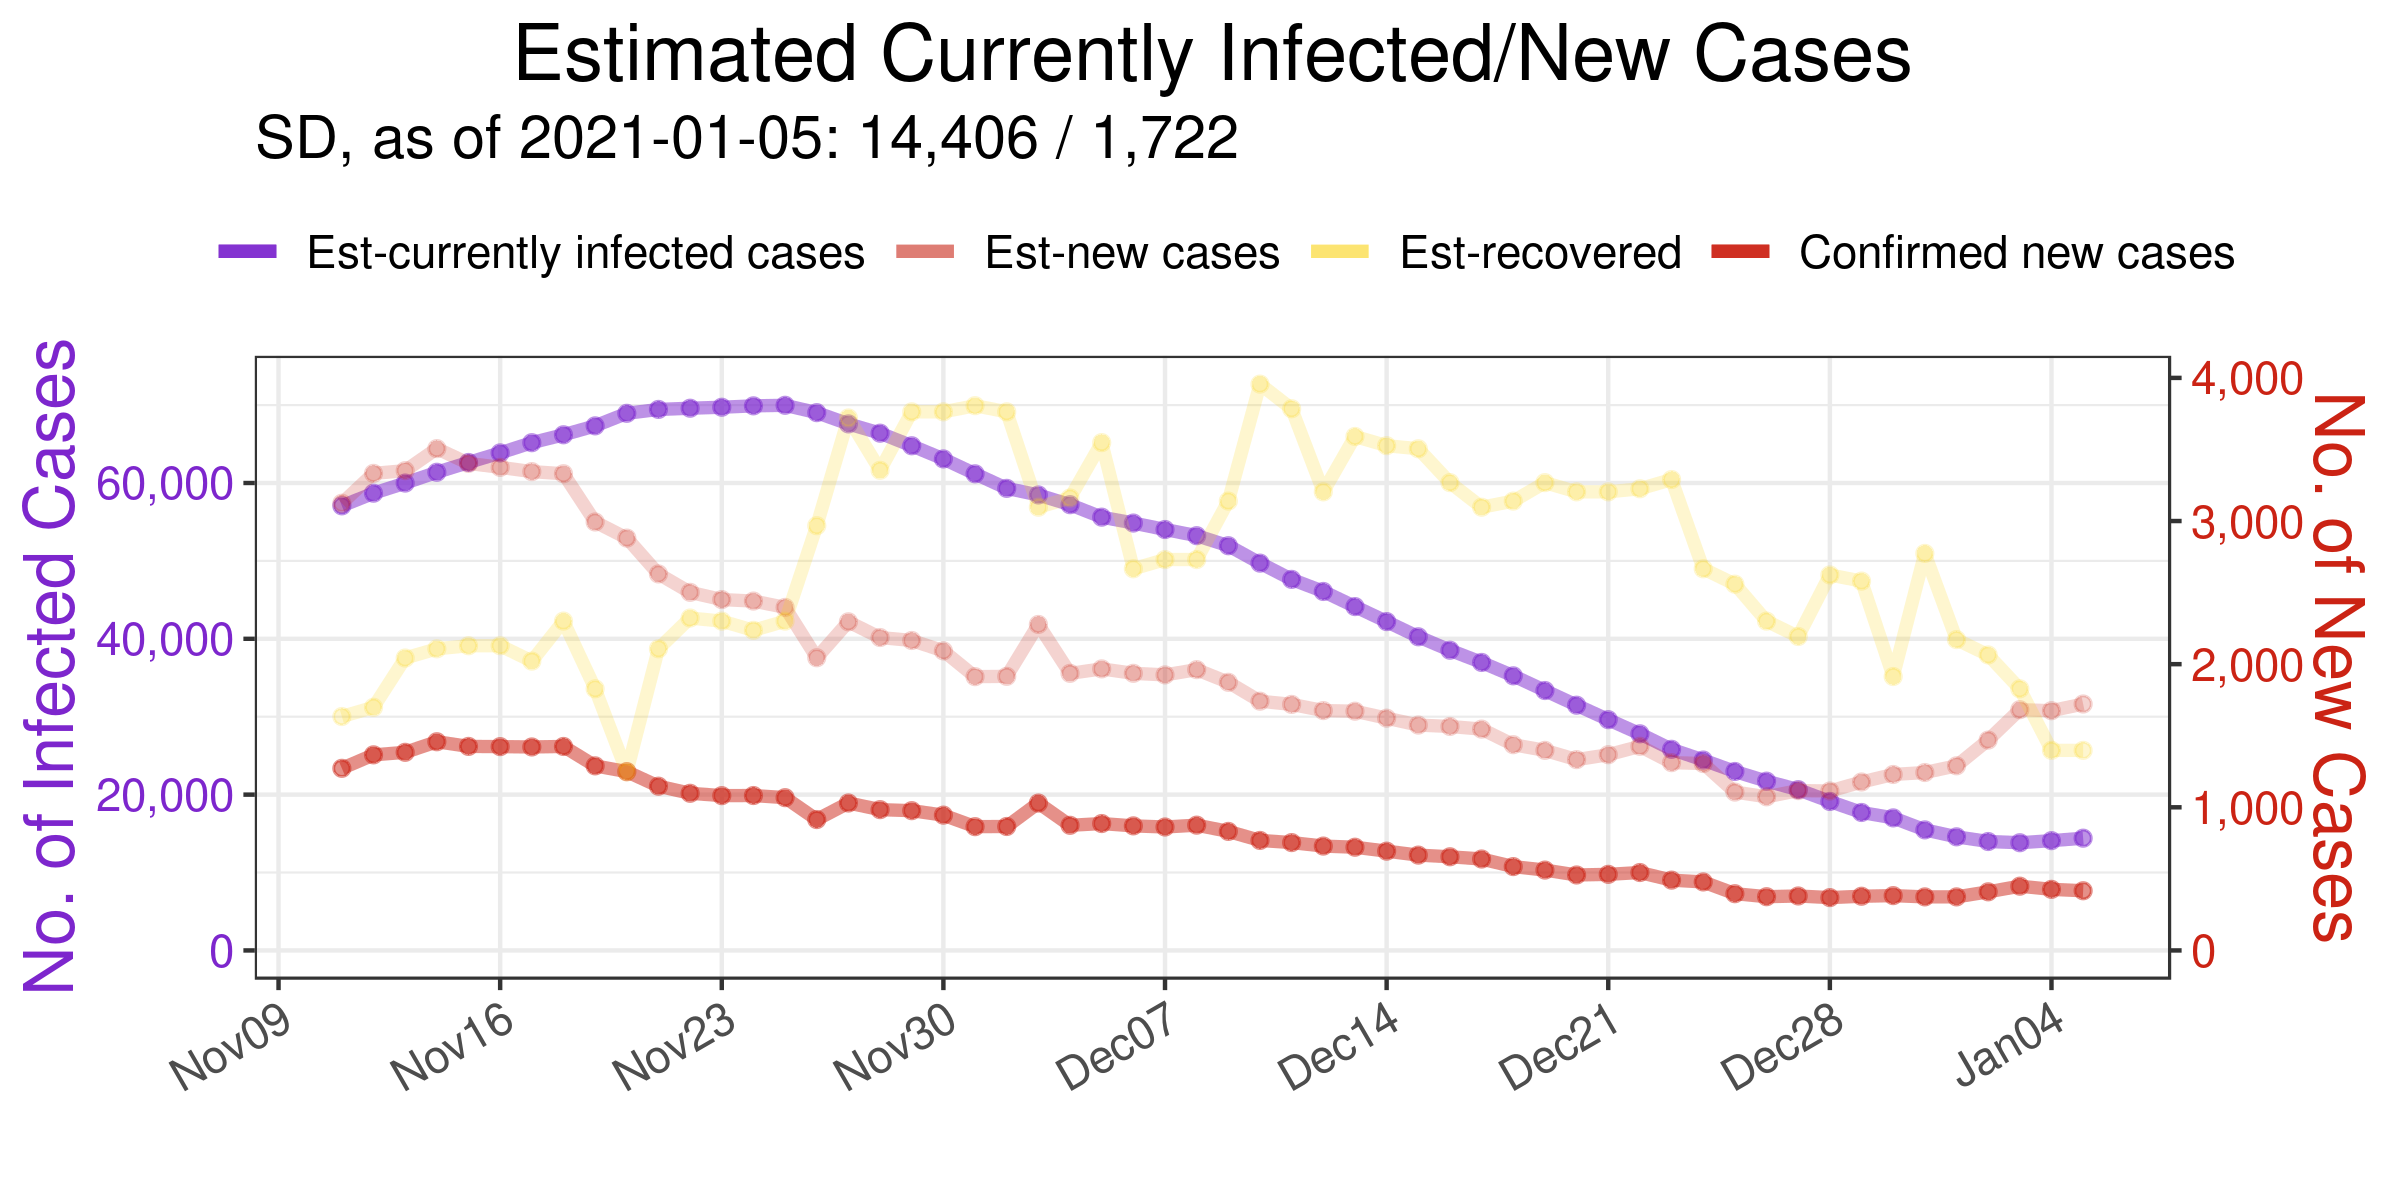 Estimated Currently Infected/New Cases
SD, as of 2021-01-05: 14,406 / 1,722
Est-currently infected cases Est-new cases Est-recovered Confirmed new cases
No. of Infected Cases
60,000
40,000
20,000
0
4,000
3,000
2,000
1,000
0
No. of New Cases
Nov09 Nov16 Nov23 Nov30 Dec07 Dec14 Dec21 Dec28 Jan04